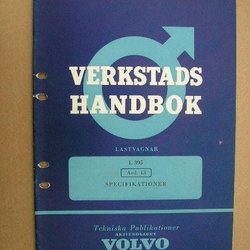 VERKSTADS
HANDBOK
LASTVAGNAR
L 395
Avd. 13
SPECIFIKATIONER
Tekniska Publikationer
AKTIEBOLAGET
VOLVO